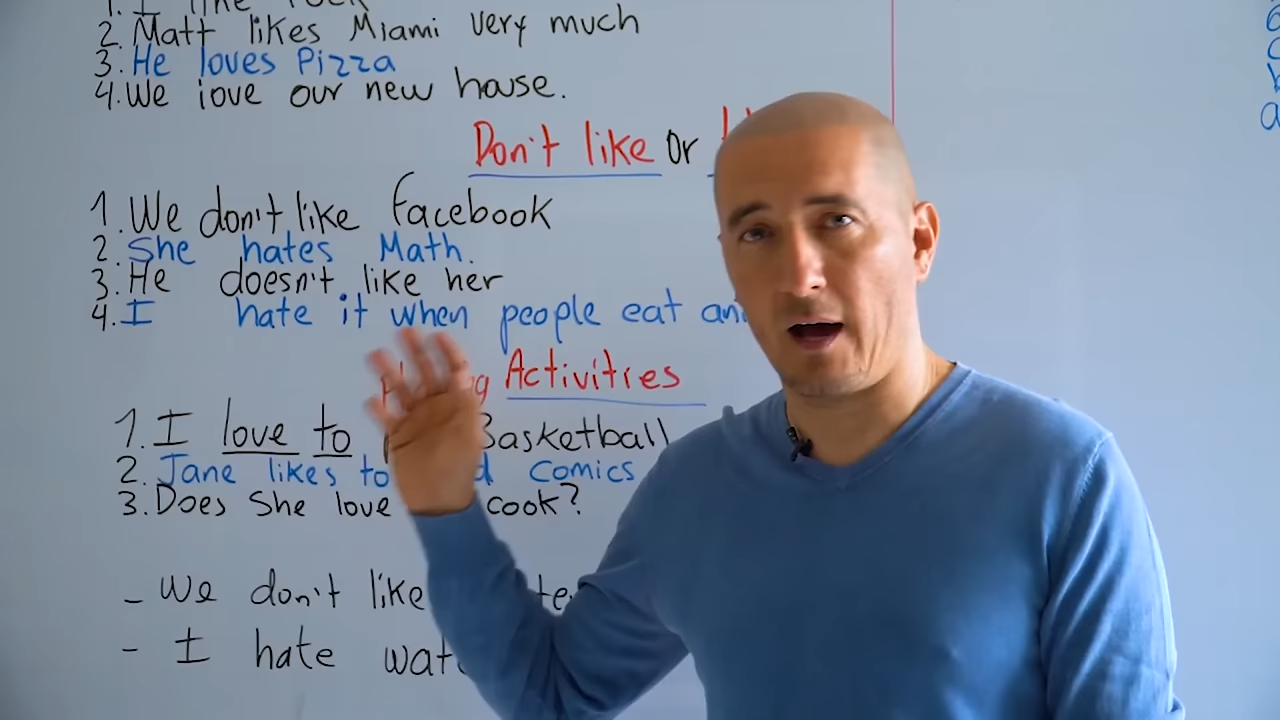 2. Matt likes Miami very much
3. He loves Pizza
4. We love our new house.
Don't like or
1. We don't like facebook
2. She hates Math.
3. He doesn't like her
4. I hate it when people eat
Activities
1. I love to Basketball
2. Jane likes to comics
3. Does She love cook?
- We don't like
- I hate